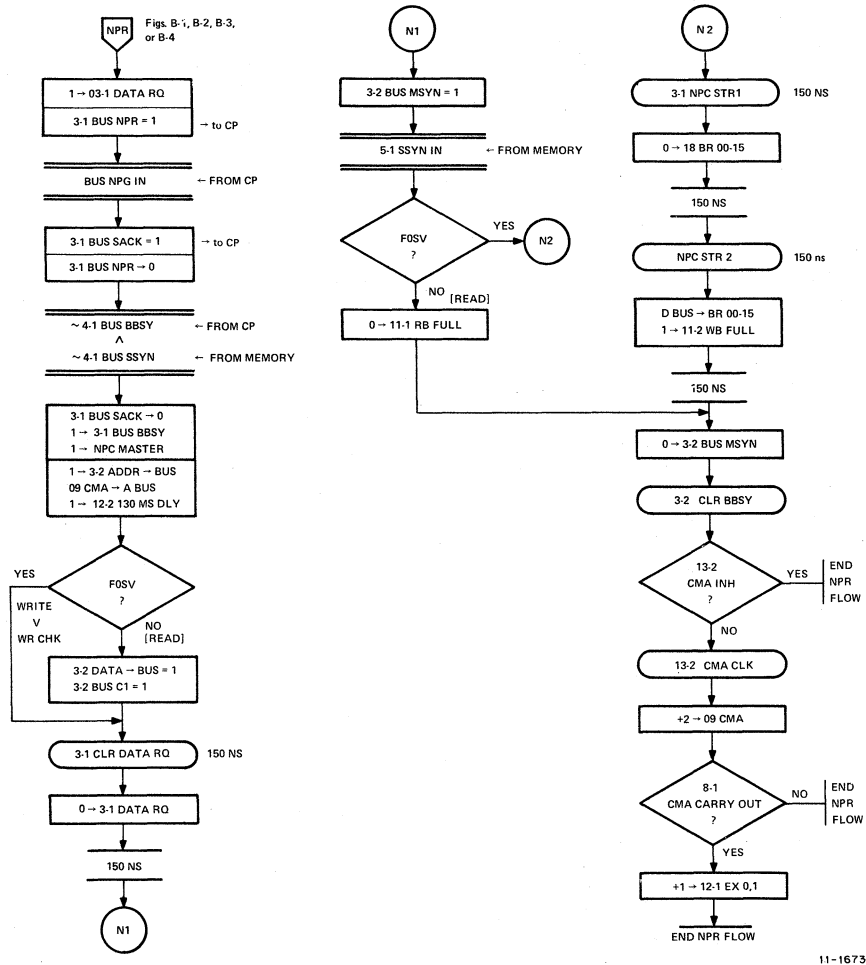 NPR
Figs. B-1, B-2, B-3,
or B-4
1 → 03-1 DATA RQ
3-1 BUS NPR = 1
→ to CP
BUS NPG IN
← FROM CP
3-1 BUS SACK = 1
→ to CP
3-1 BUS NPR → 0
~ 4-1 BUS BBSY
← FROM CP
∧
~ 4-1 BUS SSYN
← FROM MEMORY
3-1 BUS SACK → 0
1 → 3-1 BUS BBSY
1 → NPC MASTER
1 → 3-2 ADDR → BUS
09 CMA → A BUS
1 → 12-2 130 MS DLY
F0SV
?
YES
WRITE
V
WR CHK
NO
[READ]
3-2 DATA → BUS = 1
3-2 BUS C1 = 1
3-1 CLR DATA RQ
150 NS
0 → 3-1 DATA RQ
150 NS
N1
N1
3-2 BUS MSYN = 1
5-1 SSYN IN
← FROM MEMORY
F0SV
?
YES
N2
NO
[READ]
0 → 11-1 RB FULL
N2
3-1 NPC STR1
150 NS
0 → 18 BR 00-15
150 NS
NPC STR 2
150 ns
D BUS → BR 00-15
1 → 11-2 WB FULL
150 NS
0 → 3-2 BUS MSYN
3-2 CLR BBSY
13-2
CMA INH
?
YES
END
NPR
FLOW
NO
13-2 CMA CLK
+2 → 09 CMA
8-1
CMA CARRY OUT
?
NO
END
NPR
FLOW
YES
+1 → 12-1 EX 0,1
END NPR FLOW
11-1673